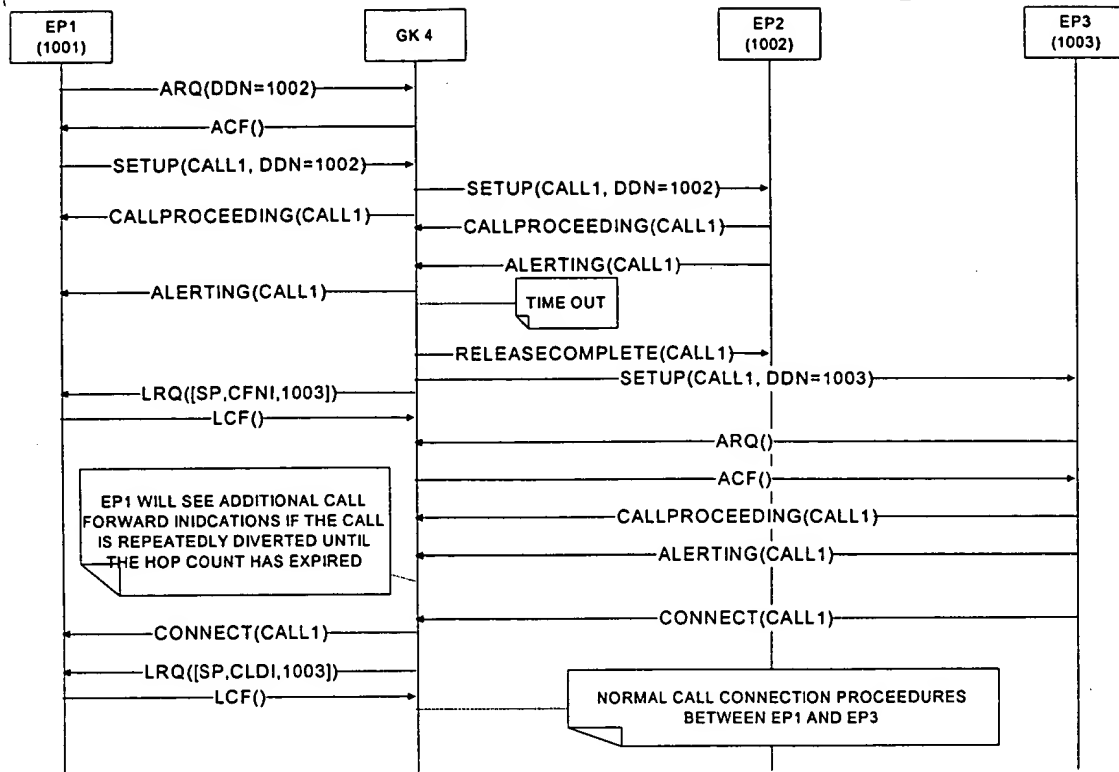 EP1
(1001)
GK 4
EP2
(1002)
EP3
(1003)
ARQ(DDN=1002)
ACF()
SETUP(CALL1, DDN=1002)
SETUP(CALL1, DDN=1002)
CALLPROCEEDING(CALL1)
CALLPROCEEDING(CALL1)
ALERTING(CALL1)
ALERTING(CALL1)
TIME OUT
RELEASECOMPLETE(CALL1)
SETUP(CALL1, DDN=1003)
LRQ([SP,CFNI,1003])
LCF()
ARQ()
ACF()
EP1 WILL SEE ADDITIONAL CALL
FORWARD INIDCATIONS IF THE CALL
IS REPEATEDLY DIVERTED UNTIL
THE HOP COUNT HAS EXPIRED
CALLPROCEEDING(CALL1)
ALERTING(CALL1)
CONNECT(CALL1)
CONNECT(CALL1)
LRQ([SP,CLDI,1003])
LCF()
NORMAL CALL CONNECTION PROCEEDURES
BETWEEN EP1 AND EP3